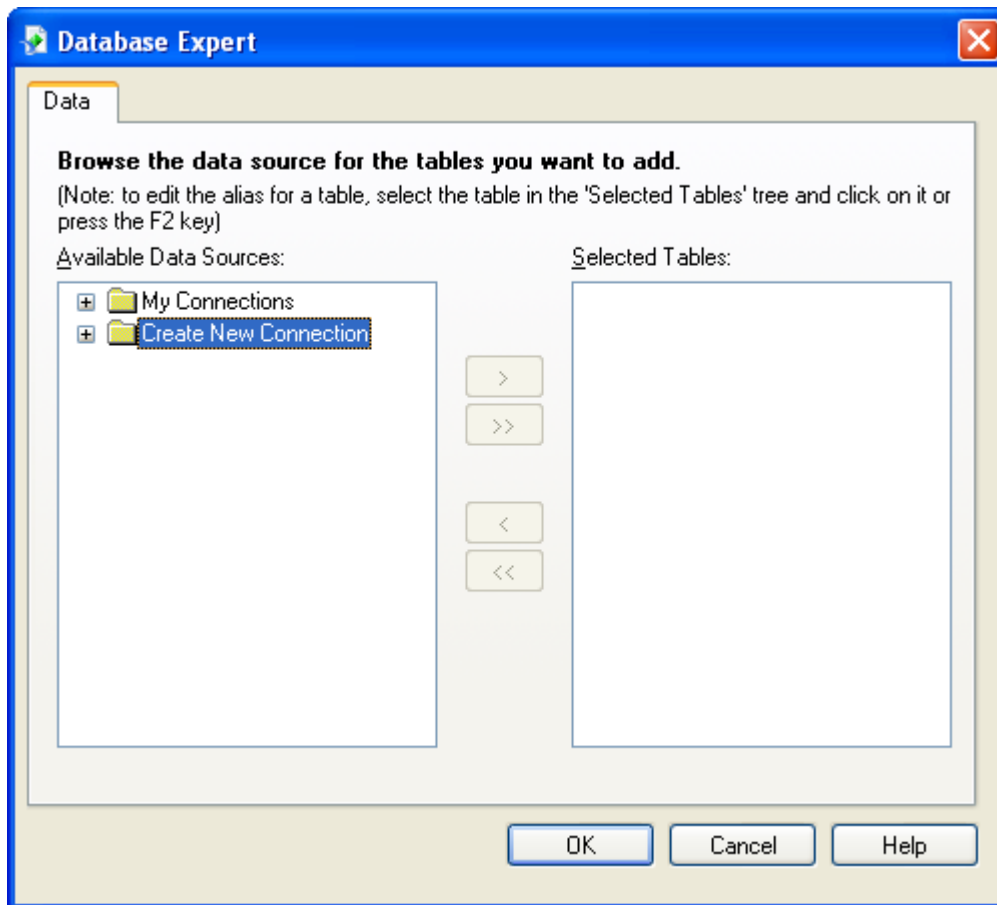 Database Expert
Data
Browse the data source for the tables you want to add.
(Note: to edit the alias for a table, select the table in the 'Selected Tables' tree and click on it or
press the F2 key)
Available Data Sources:
Selected Tables:
My Connections
Create New Connection
>
>>
<
<<
OK
Cancel
Help